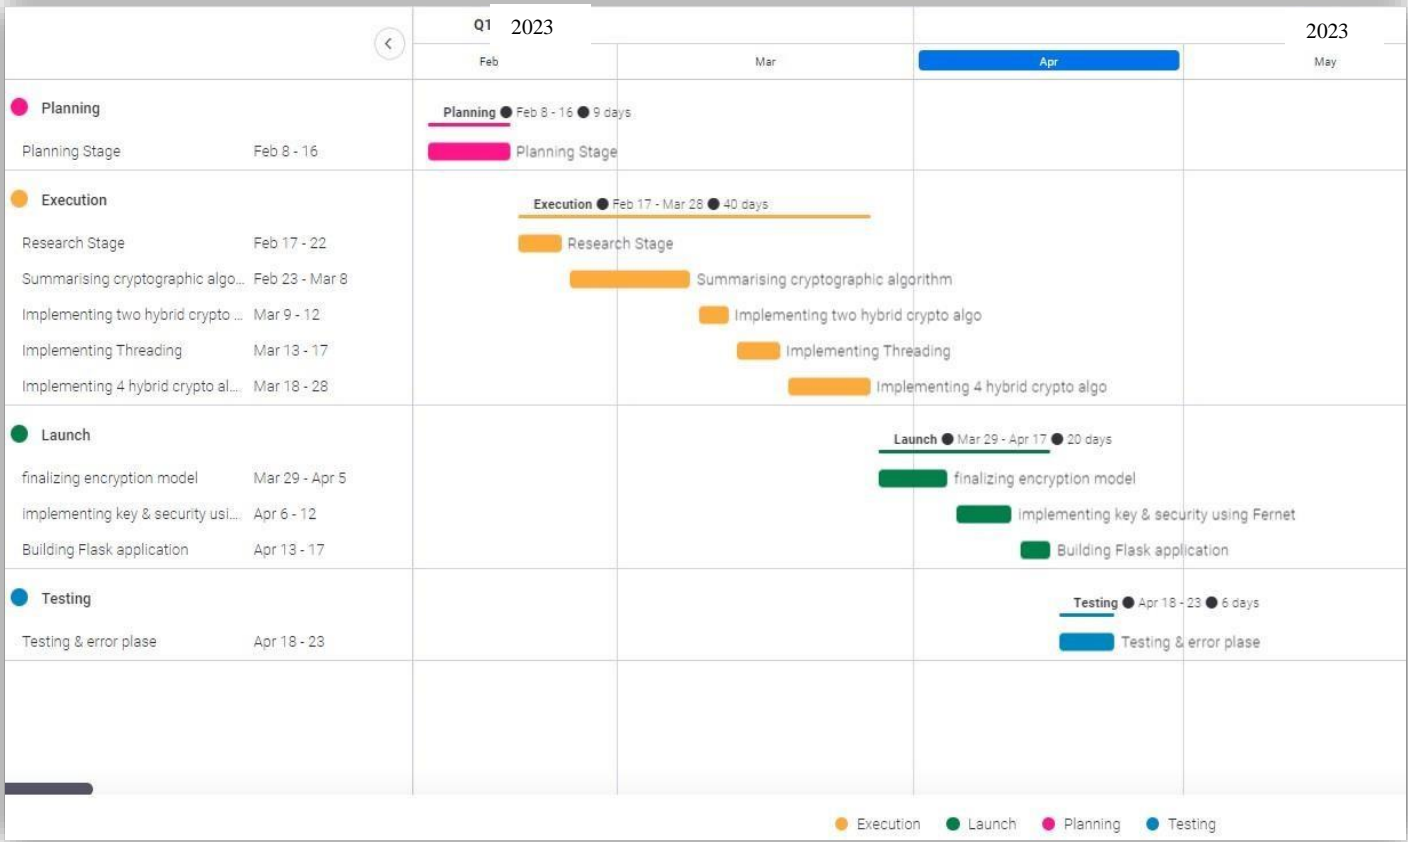 Q1 2023 2023
Feb Mar Apr May
Planning
Planning ● Feb 8 - 16 ● 9 days
Planning Stage Feb 8 - 16 Planning Stage
Execution
Execution ● Feb 17 - Mar 28 ● 40 days
Research Stage Feb 17 - 22 Research Stage
Summarising cryptographic algo... Feb 23 - Mar 8 Summarising cryptographic algorithm
Implementing two hybrid crypto ... Mar 9 - 12 Implementing two hybrid crypto algo
Implementing Threading Mar 13 - 17 Implementing Threading
Implementing 4 hybrid crypto al... Mar 18 - 28 Implementing 4 hybrid crypto algo
Launch
Launch ● Mar 29 - Apr 17 ● 20 days
finalizing encryption model Mar 29 - Apr 5 finalizing encryption model
implementing key & security usi... Apr 6 - 12 implementing key & security using Fernet
Building Flask application Apr 13 - 17 Building Flask application
Testing
Testing ● Apr 18 - 23 ● 6 days
Testing & error plase Apr 18 - 23 Testing & error plase
Execution Launch Planning Testing